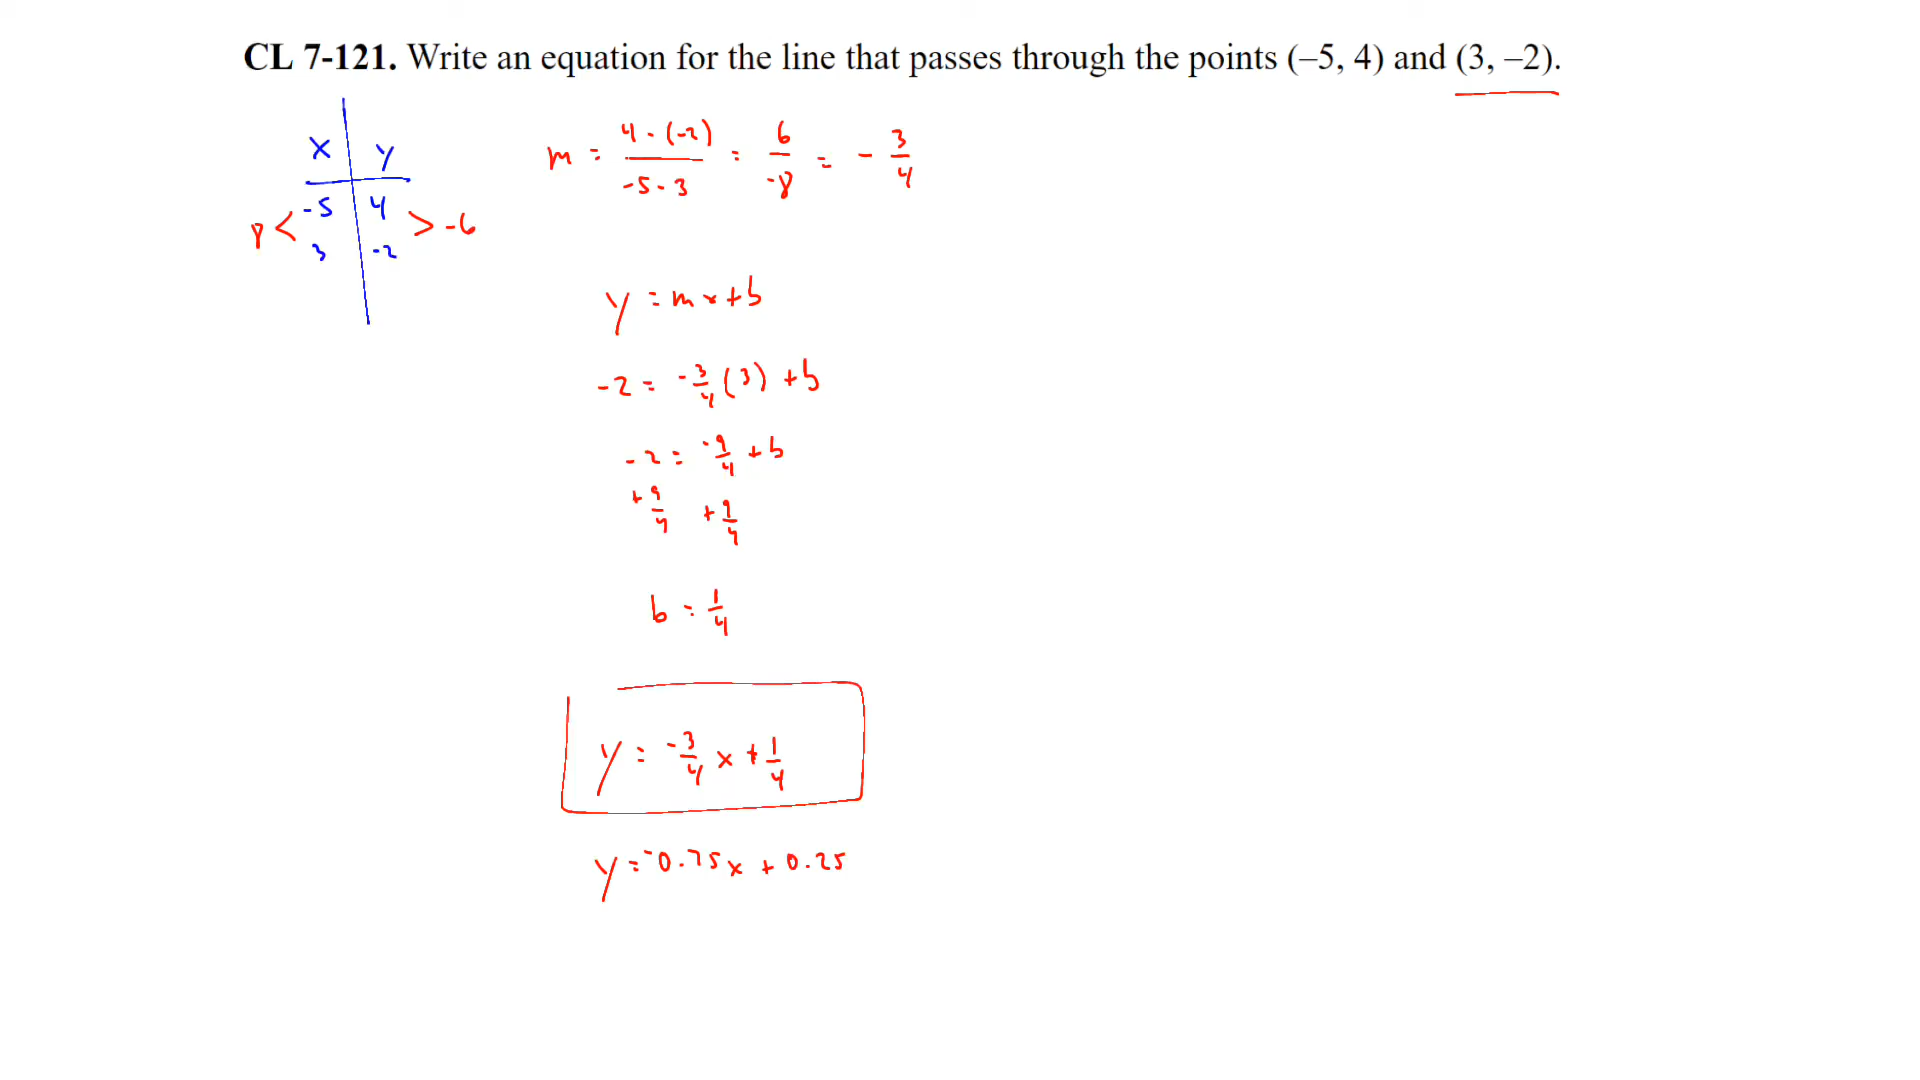 CL 7-121. Write an equation for the line that passes through the points (–5, 4) and (3, –2).
x y
-5 4
8 < > -6
3 -2
m = 4-(-2)/-5-3 = 6/-8 = -3/4
y = mx+b
-2 = -3/4(3)+b
-2 = -9/4+b
+9/4 +9/4
b = 1/4
y = -3/4x+1/4
y = -0.75x + 0.25